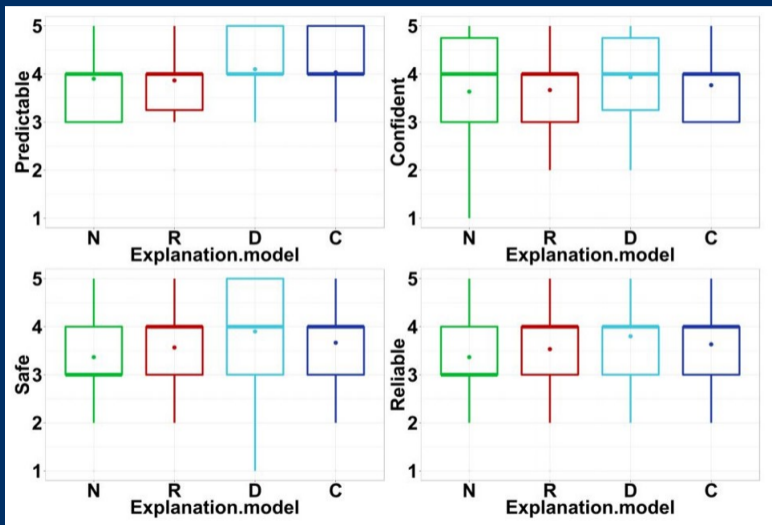 Predictable
5
4
3
2
1
N R D C
Explanation.model
Confident
5
4
3
2
1
N R D C
Explanation.model
Safe
5
4
3
2
1
N R D C
Explanation.model
Reliable
5
4
3
2
1
N R D C
Explanation.model